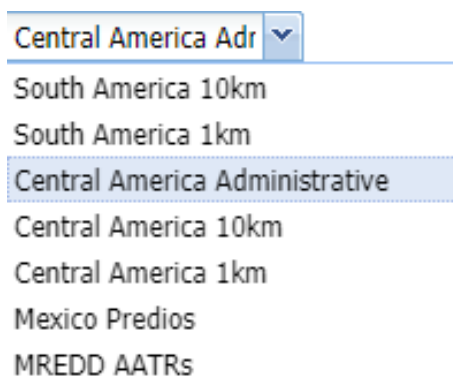 Central America Adr
South America 10km
South America 1km
Central America Administrative
Central America 10km
Central America 1km
Mexico Predios
MREDD AATRs